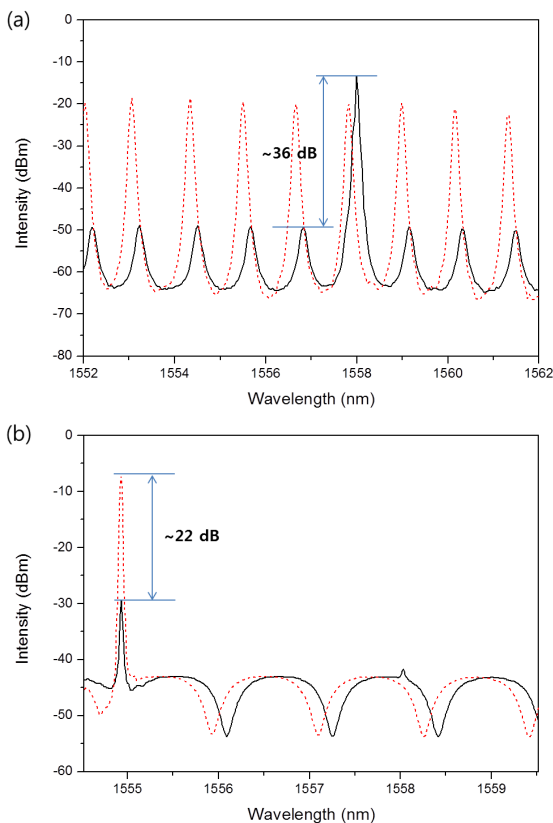 (a)
0
-10
-20
-30
-40
-50
-60
-70
-80
Intensity (dBm)
~36 dB
1552 1554 1556 1558 1560 1562
Wavelength (nm)
(b)
0
-10
-20
-30
-40
-50
-60
Intensity (dBm)
~22 dB
1555 1556 1557 1558 1559
Wavelength (nm)